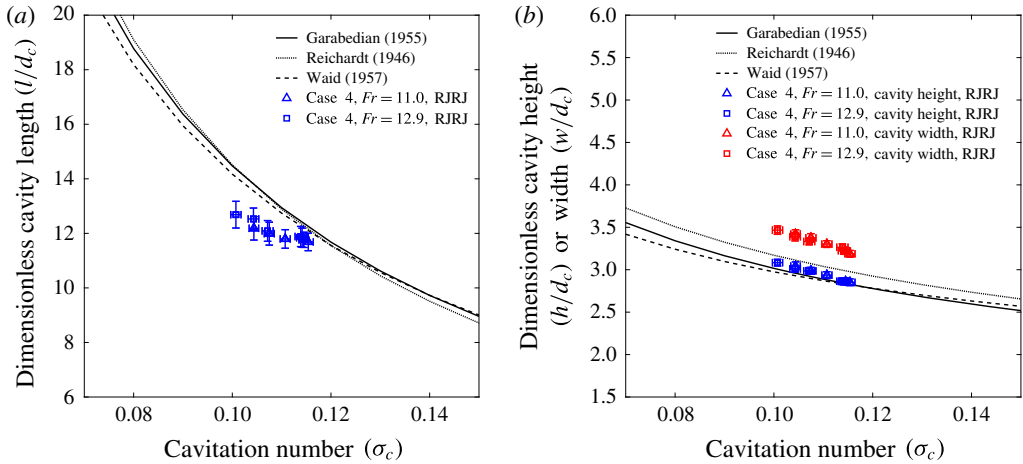 (a)
Dimensionless cavity length (l/d_c)
20
18
16
14
12
10
8
6
0.08
0.10
0.12
0.14
Cavitation number (σ_c)
Garabedian (1955)
Reichardt (1946)
Waid (1957)
Case 4, Fr = 11.0, RJRJ
Case 4, Fr = 12.9, RJRJ
(b)
Dimensionless cavity height
(h/d_c) or width (w/d_c)
6.0
5.5
5.0
4.5
4.0
3.5
3.0
2.5
2.0
1.5
0.08
0.10
0.12
0.14
Cavitation number (σ_c)
Garabedian (1955)
Reichardt (1946)
Waid (1957)
Case 4, Fr = 11.0, cavity height, RJRJ
Case 4, Fr = 12.9, cavity height, RJRJ
Case 4, Fr = 11.0, cavity width, RJRJ
Case 4, Fr = 12.9, cavity width, RJRJ